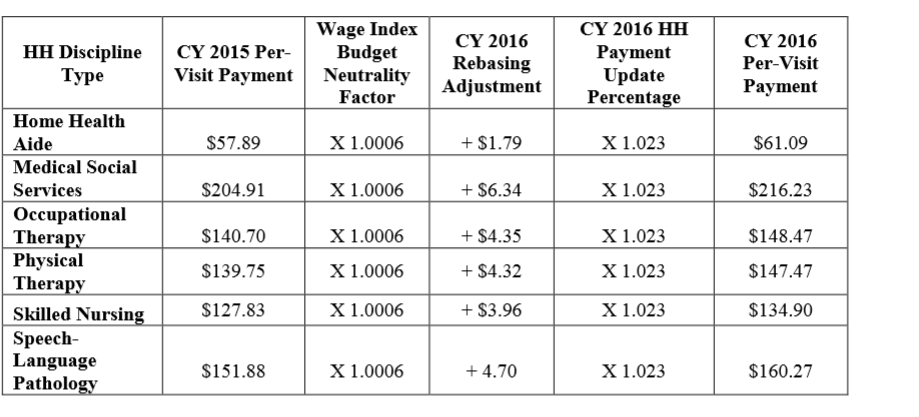 HH Discipline
Type
CY 2015 Per-
Visit Payment
Wage Index
Budget
Neutrality
Factor
CY 2016
Rebasing
Adjustment
CY 2016 HH
Payment
Update
Percentage
CY 2016
Per-Visit
Payment
Home Health
Aide $57.89 X 1.0006 + $1.79 X 1.023 $61.09
Medical Social
Services $204.91 X 1.0006 + $6.34 X 1.023 $216.23
Occupational
Therapy $140.70 X 1.0006 + $4.35 X 1.023 $148.47
Physical
Therapy $139.75 X 1.0006 + $4.32 X 1.023 $147.47
Skilled Nursing $127.83 X 1.0006 + $3.96 X 1.023 $134.90
Speech-
Language
Pathology $151.88 X 1.0006 + 4.70 X 1.023 $160.27